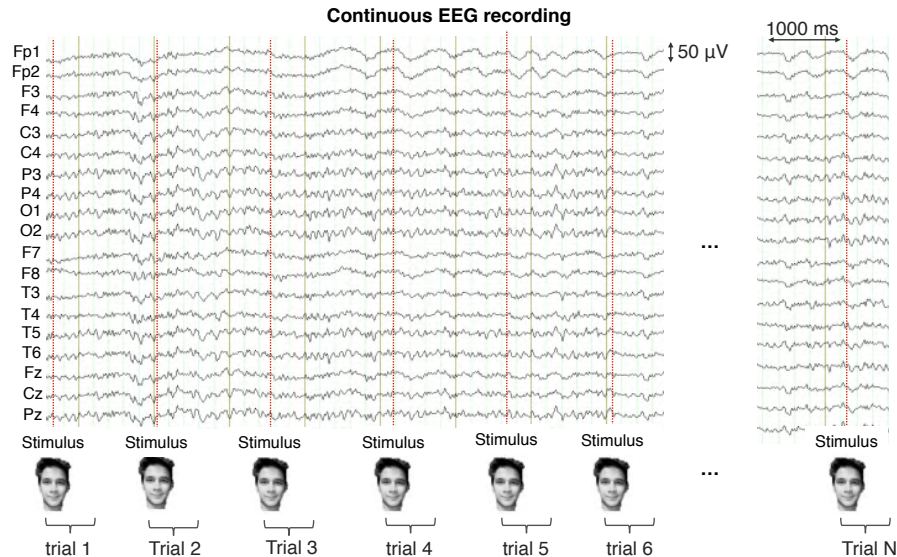 Continuous EEG recording
1000 ms
50 µV
Fp1
Fp2
F3
F4
C3
C4
P3
P4
O1
O2
F7
F8
T3
T4
T5
T6
Fz
Cz
Pz
...
Stimulus Stimulus Stimulus Stimulus Stimulus Stimulus Stimulus
...
trial 1 Trial 2 Trial 3 trial 4 trial 5 trial 6 Trial N